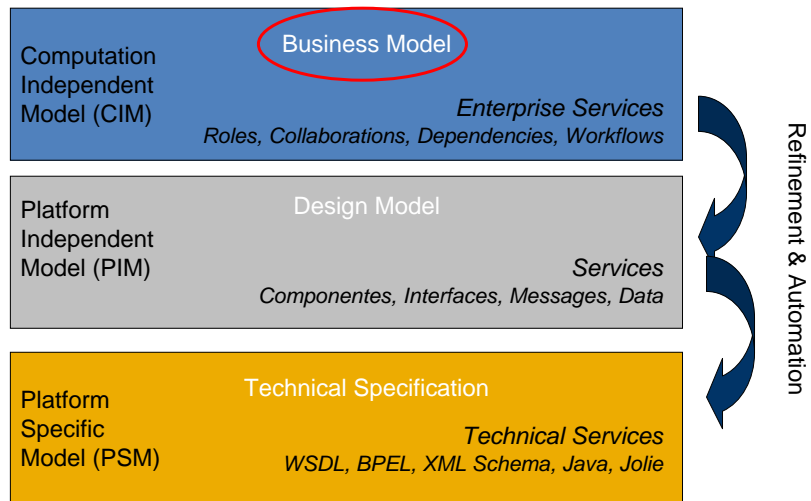 Computation
Independent
Model (CIM)
Business Model
Enterprise Services
Roles, Collaborations, Dependencies, Workflows
Platform
Independent
Model (PIM)
Design Model
Services
Componentes, Interfaces, Messages, Data
Platform
Specific
Model (PSM)
Technical Specification
Technical Services
WSDL, BPEL, XML Schema, Java, Jolie
Refinement & Automation